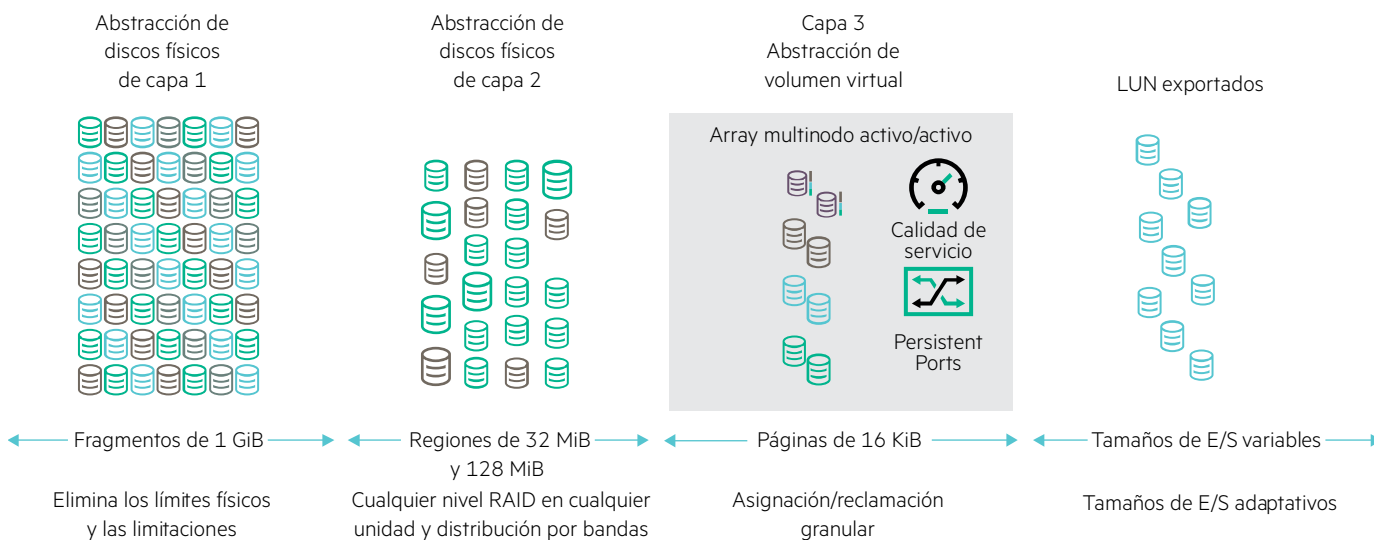 Abstracción de
discos físicos
de capa 1
Abstracción de
discos físicos
de capa 2
Capa 3
Abstracción de
volumen virtual
LUN exportados
Array multinodo activo/activo
Calidad de
servicio
Persistent
Ports
Fragmentos de 1 GiB
Regiones de 32 MiB
y 128 MiB
Páginas de 16 KiB
Tamaños de E/S variables
Elimina los límites físicos
y las limitaciones
Cualquier nivel RAID en cualquier
unidad y distribución por bandas
Asignación/reclamación
granular
Tamaños de E/S adaptativos